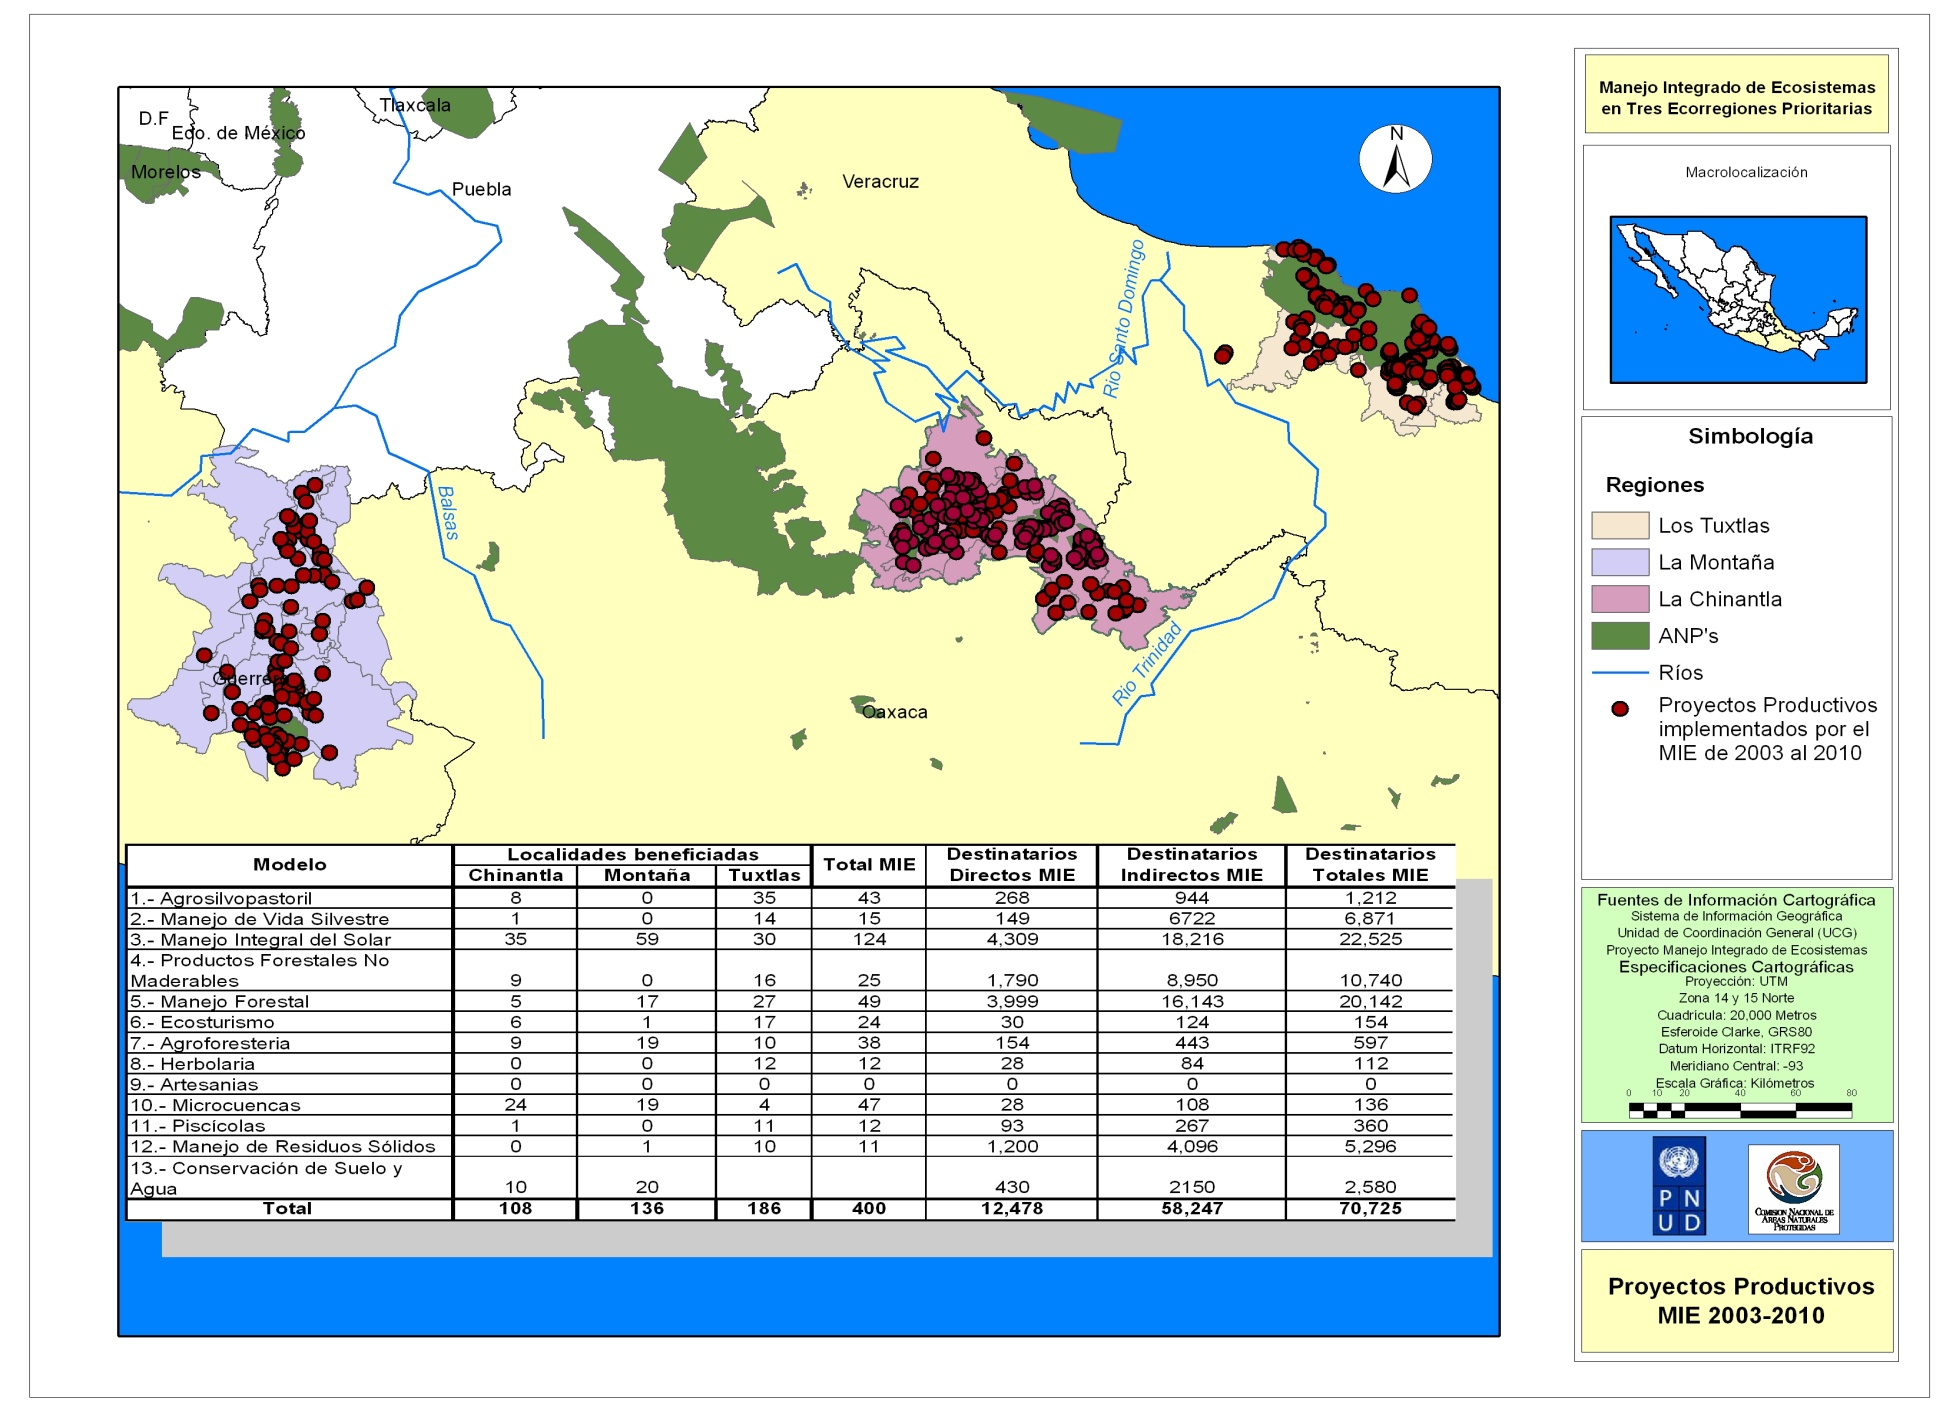 D.F
Edo. de México
Tlaxcala
Morelos
Puebla
Veracruz
N
Rio Santo Domingo
Balsas
Guerrero
Rio Trinidad
Oaxaca
Modelo | Localidades beneficiadas | Total MIE | Destinatarios Directos MIE | Destinatarios Indirectos MIE | Destinatarios Totales MIE
Chinantla | Montaña | Tuxtlas
1.- Agrosilvopastoril | 8 | 0 | 35 | 43 | 268 | 944 | 1,212
2.- Manejo de Vida Silvestre | 1 | 0 | 14 | 15 | 149 | 6722 | 6,871
3.- Manejo Integral del Solar | 35 | 59 | 30 | 124 | 4,309 | 18,216 | 22,525
4.- Productos Forestales No
Maderables | 9 | 0 | 16 | 25 | 1,790 | 8,950 | 10,740
5.- Manejo Forestal | 5 | 17 | 27 | 49 | 3,999 | 16,143 | 20,142
6.- Ecosturismo | 6 | 1 | 17 | 24 | 30 | 124 | 154
7.- Agroforesteria | 9 | 19 | 10 | 38 | 154 | 443 | 597
8.- Herbolaria | 0 | 0 | 12 | 12 | 28 | 84 | 112
9.- Artesanias | 0 | 0 | 0 | 0 | 0 | 0 | 0
10.- Microcuencas | 24 | 19 | 4 | 47 | 28 | 108 | 136
11.- Piscícolas | 1 | 0 | 11 | 12 | 93 | 267 | 360
12.- Manejo de Residuos Sólidos | 0 | 1 | 10 | 11 | 1,200 | 4,096 | 5,296
13.- Conservación de Suelo y
Agua | 10 | 20 | | | 430 | 2150 | 2,580
Total | 108 | 136 | 186 | 400 | 12,478 | 58,247 | 70,725
Manejo Integrado de Ecosistemas
en Tres Ecorregiones Prioritarias
Macrolocalización
Simbología
Regiones
Los Tuxtlas
La Montaña
La Chinantla
ANP's
Ríos
Proyectos Productivos
implementados por el
MIE de 2003 al 2010
Fuentes de Información Cartográfica
Sistema de Información Geográfica
Unidad de Coordinación General (UCG)
Proyecto Manejo Integrado de Ecosistemas
Especificaciones Cartográficas
Proyección: UTM
Zona 14 y 15 Norte
Cuadricula: 20,000 Metros
Esferoide Clarke, GRS80
Datum Horizontal: ITRF92
Meridiano Central: -93
Escala Gráfica: Kilómetros
0 10 20 40 60 80
PN
UD
COMISION NACIONAL DE
AREAS NATURALES
PROTEGIDAS
Proyectos Productivos
MIE 2003-2010